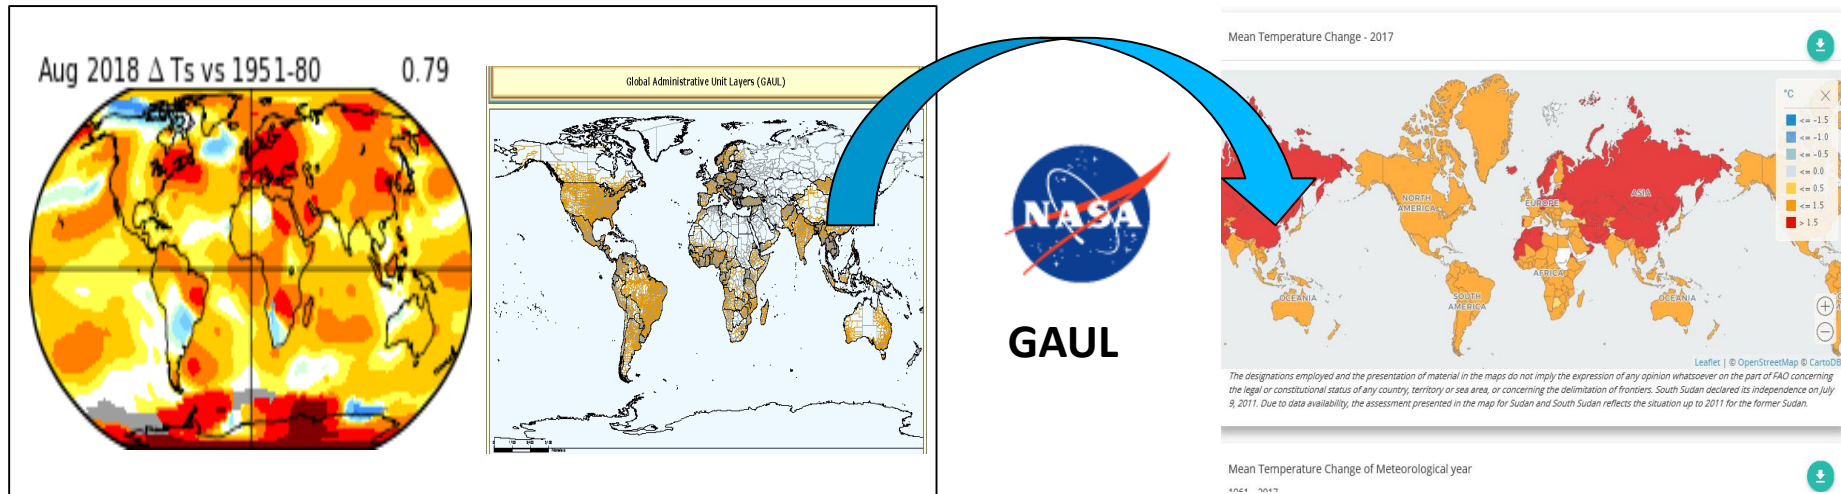 Aug 2018 Δ Ts vs 1951-80 0.79
Global Administrative Unit Layers (GAUL)
NASA
GAUL
Mean Temperature Change - 2017
°C
<= -1.5
<= -1.0
<= -0.5
<= 0.0
<= 0.5
<= 1.5
> 1.5
NORTH
AMERICA
EUROPE
ASIA
AFRICA
OCEANIA
SOUTH
AMERICA
OCEANIA
Leaflet | © OpenStreetMap © CartoDB
The designations employed and the presentation of material in the maps do not imply the expression of any opinion whatsoever on the part of FAO concerning
the legal or constitutional status of any country, territory or sea area, or concerning the delimitation of frontiers. South Sudan declared its independence on July
9, 2011. Due to data availability, the assessment presented in the map for Sudan and South Sudan reflects the situation up to 2011 for the former Sudan.
Mean Temperature Change of Meteorological year
1961 - 2017